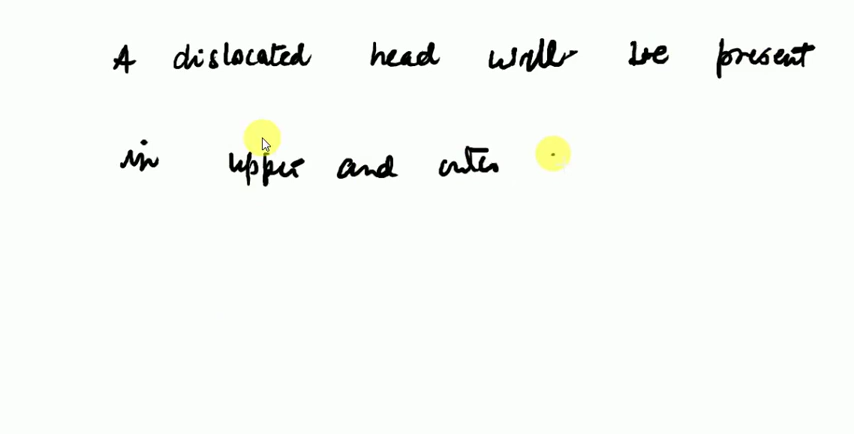 A dislocated head will be present
in upper and outer